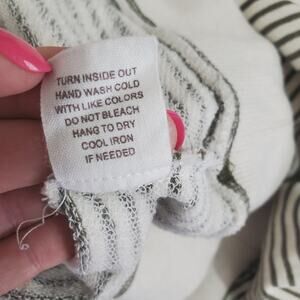 TURN INSIDE OUT
HAND WASH COLD
WITH LIKE COLORS
DO NOT BLEACH
HANG TO DRY
COOL IRON
IF NEEDED